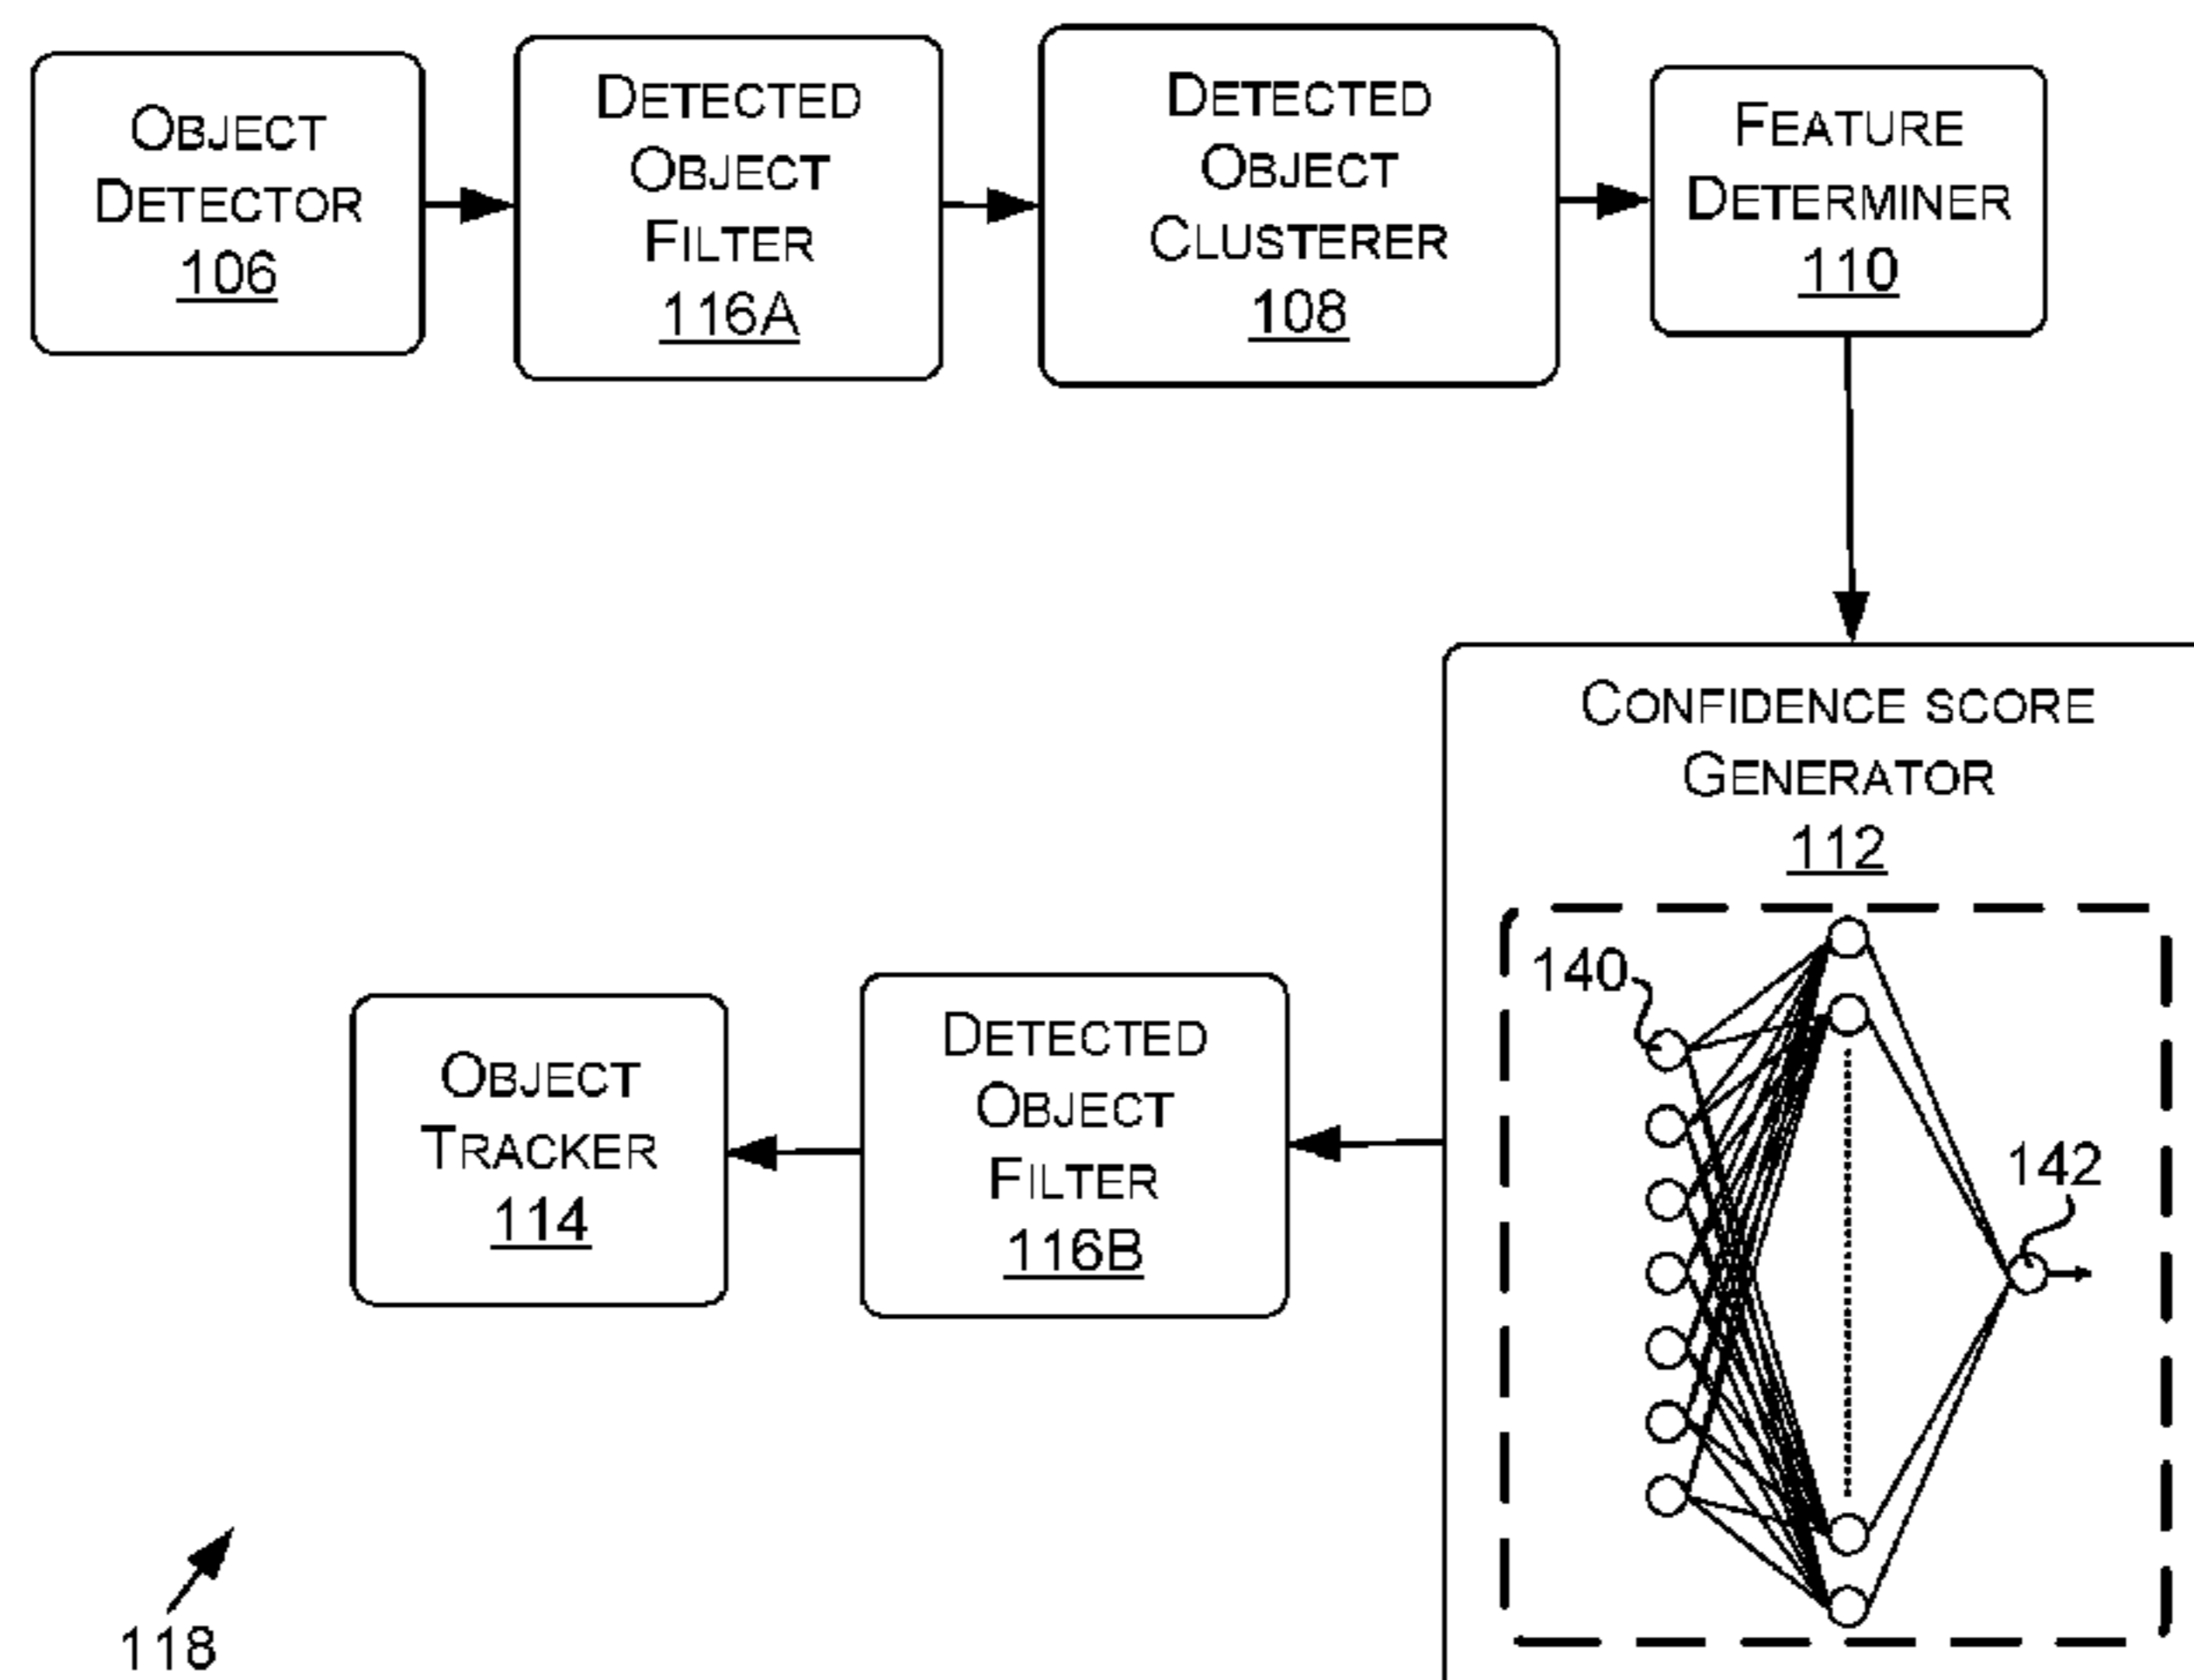 OBJECT
DETECTOR
106
DETECTED
OBJECT
FILTER
116A
DETECTED
OBJECT
CLUSTERER
108
FEATURE
DETERMINER
110
CONFIDENCE SCORE
GENERATOR
112
140
142
DETECTED
OBJECT
FILTER
116B
OBJECT
TRACKER
114
118